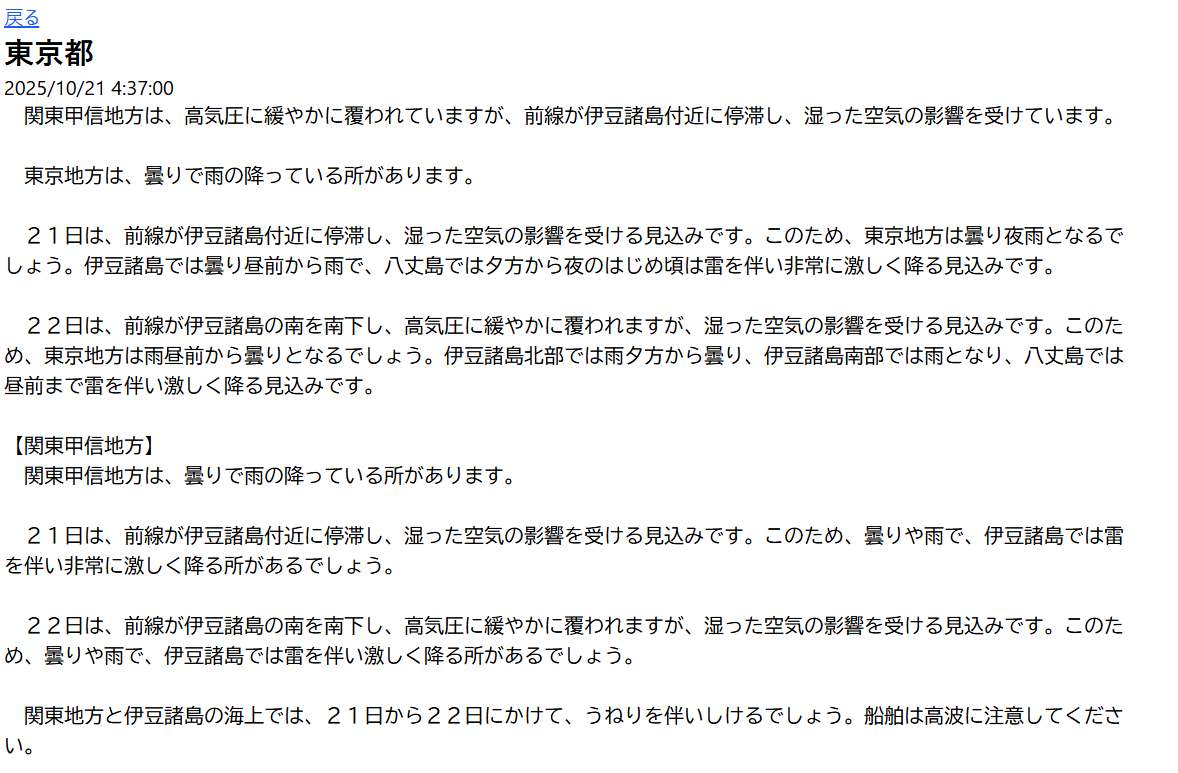 戻る
東京都
2025/10/21 4:37:00
　関東甲信地方は、高気圧に緩やかに覆われていますが、前線が伊豆諸島付近に停滞し、湿った空気の影響を受けています。
　東京地方は、曇りで雨の降っている所があります。
　２１日は、前線が伊豆諸島付近に停滞し、湿った空気の影響を受ける見込みです。このため、東京地方は曇り夜雨となるで
しょう。伊豆諸島では曇り昼前から雨で、八丈島では夕方から夜のはじめ頃は雷を伴い非常に激しく降る見込みです。
　２２日は、前線が伊豆諸島の南を南下し、高気圧に緩やかに覆われますが、湿った空気の影響を受ける見込みです。このた
め、東京地方は雨昼前から曇りとなるでしょう。伊豆諸島北部では雨夕方から曇り、伊豆諸島南部では雨となり、八丈島では
昼前まで雷を伴い激しく降る見込みです。
【関東甲信地方】
　関東甲信地方は、曇りで雨の降っている所があります。
　２１日は、前線が伊豆諸島付近に停滞し、湿った空気の影響を受ける見込みです。このため、曇りや雨で、伊豆諸島では雷
を伴い非常に激しく降る所があるでしょう。
　２２日は、前線が伊豆諸島の南を南下し、高気圧に緩やかに覆われますが、湿った空気の影響を受ける見込みです。このた
め、曇りや雨で、伊豆諸島では雷を伴い激しく降る所があるでしょう。
　関東地方と伊豆諸島の海上では、２１日から２２日にかけて、うねりを伴いしけるでしょう。船舶は高波に注意してくださ
い。